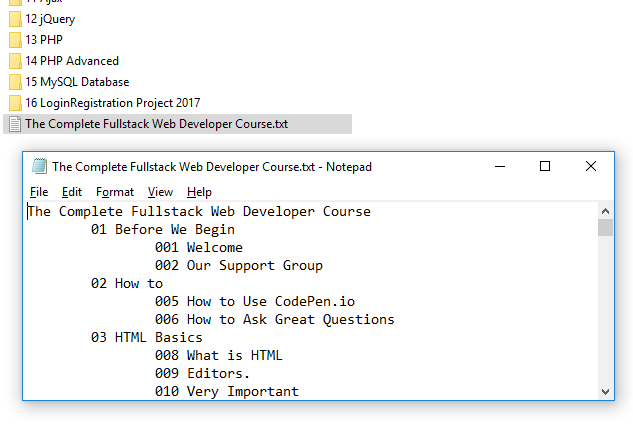 11 Ajax
12 jQuery
13 PHP
14 PHP Advanced
15 MySQL Database
16 LoginRegistration Project 2017
The Complete Fullstack Web Developer Course.txt
The Complete Fullstack Web Developer Course.txt - Notepad
File Edit Format View Help
The Complete Fullstack Web Developer Course
01 Before We Begin
001 Welcome
002 Our Support Group
02 How to
005 How to Use CodePen.io
006 How to Ask Great Questions
03 HTML Basics
008 What is HTML
009 Editors.
010 Very Important